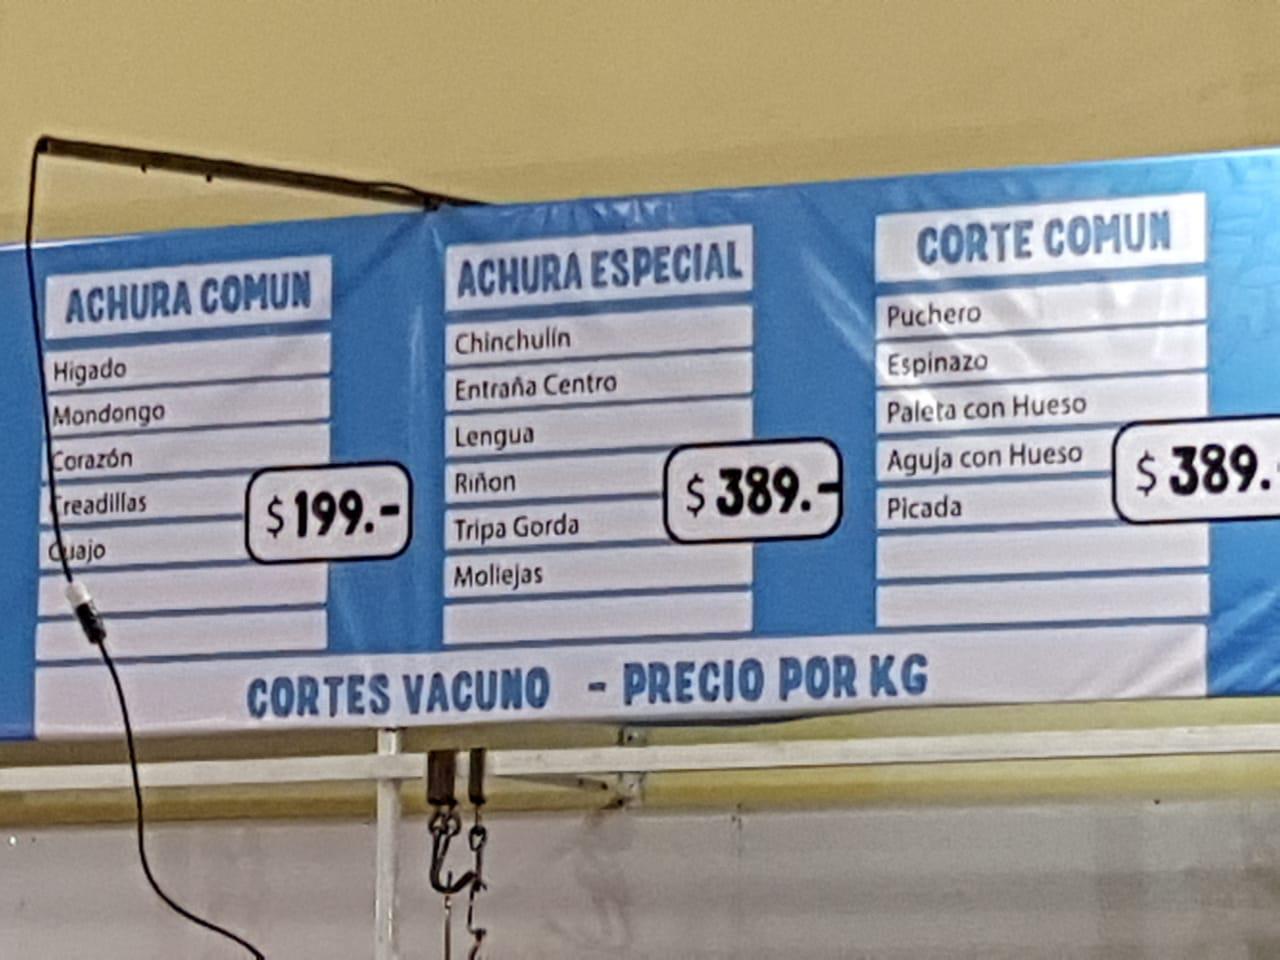 ACHURA COMUN
Higado
Mondongo
Corazón
Creadillas
Cuajo
$ 199.-
ACHURA ESPECIAL
Chinchulín
Entraña Centro
Lengua
Riñon
Tripa Gorda
Mollejas
$ 389.-
CORTE COMUN
Puchero
Espinazo
Paleta con Hueso
Aguja con Hueso
Picada
$ 389.-
CORTES VACUNO - PRECIO POR KG